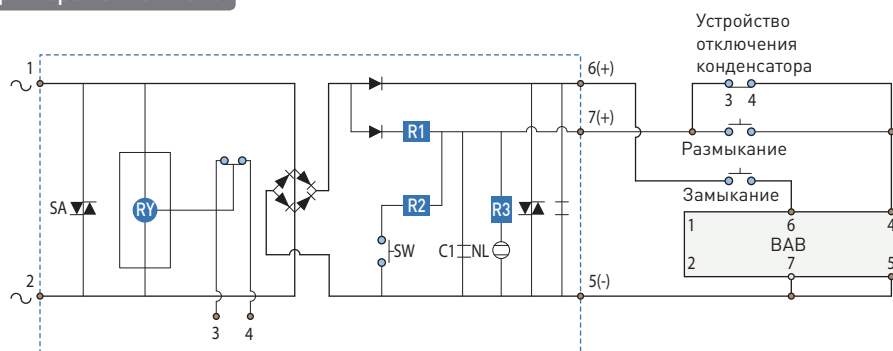 Устройство
отключения
конденсатора
1
6(+)
3 4
7(+)
R1
Размыкание
SA
RY
R2
R3
Замыкание
SW
C1
NL
1
6
4
BAB
2
7
5
2
5(-)
3
4